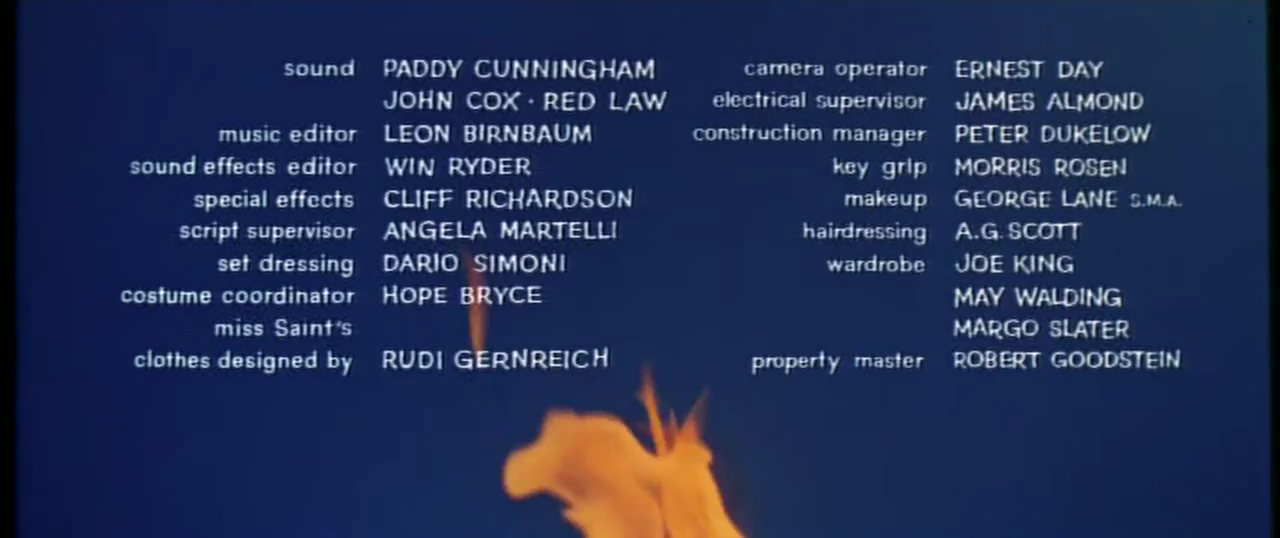 sound PADDY CUNNINGHAM
JOHN COX · RED LAW
music editor LEON BIRNBAUM
sound effects editor WIN RYDER
special effects CLIFF RICHARDSON
script supervisor ANGELA MARTELLI
set dressing DARIO SIMONI
costume coordinator HOPE BRYCE
miss Saint's
clothes designed by RUDI GERNREICH
camera operator ERNEST DAY
electrical supervisor JAMES ALMOND
construction manager PETER DUKELOW
key grip MORRIS ROSEN
makeup GEORGE LANE S.M.A.
hairdressing A.G. SCOTT
wardrobe JOE KING
MAY WALDING
MARGO SLATER
property master ROBERT GOODSTEIN